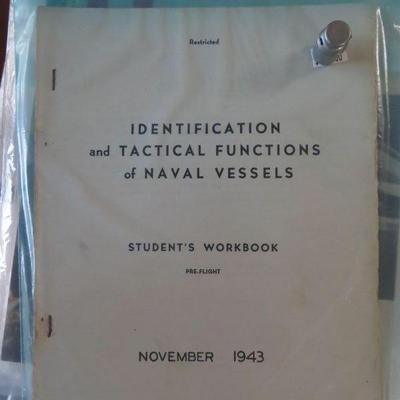 Restricted
IDENTIFICATION
and TACTICAL FUNCTIONS
of NAVAL VESSELS
STUDENT'S WORKBOOK
PRE-FLIGHT
NOVEMBER 1943